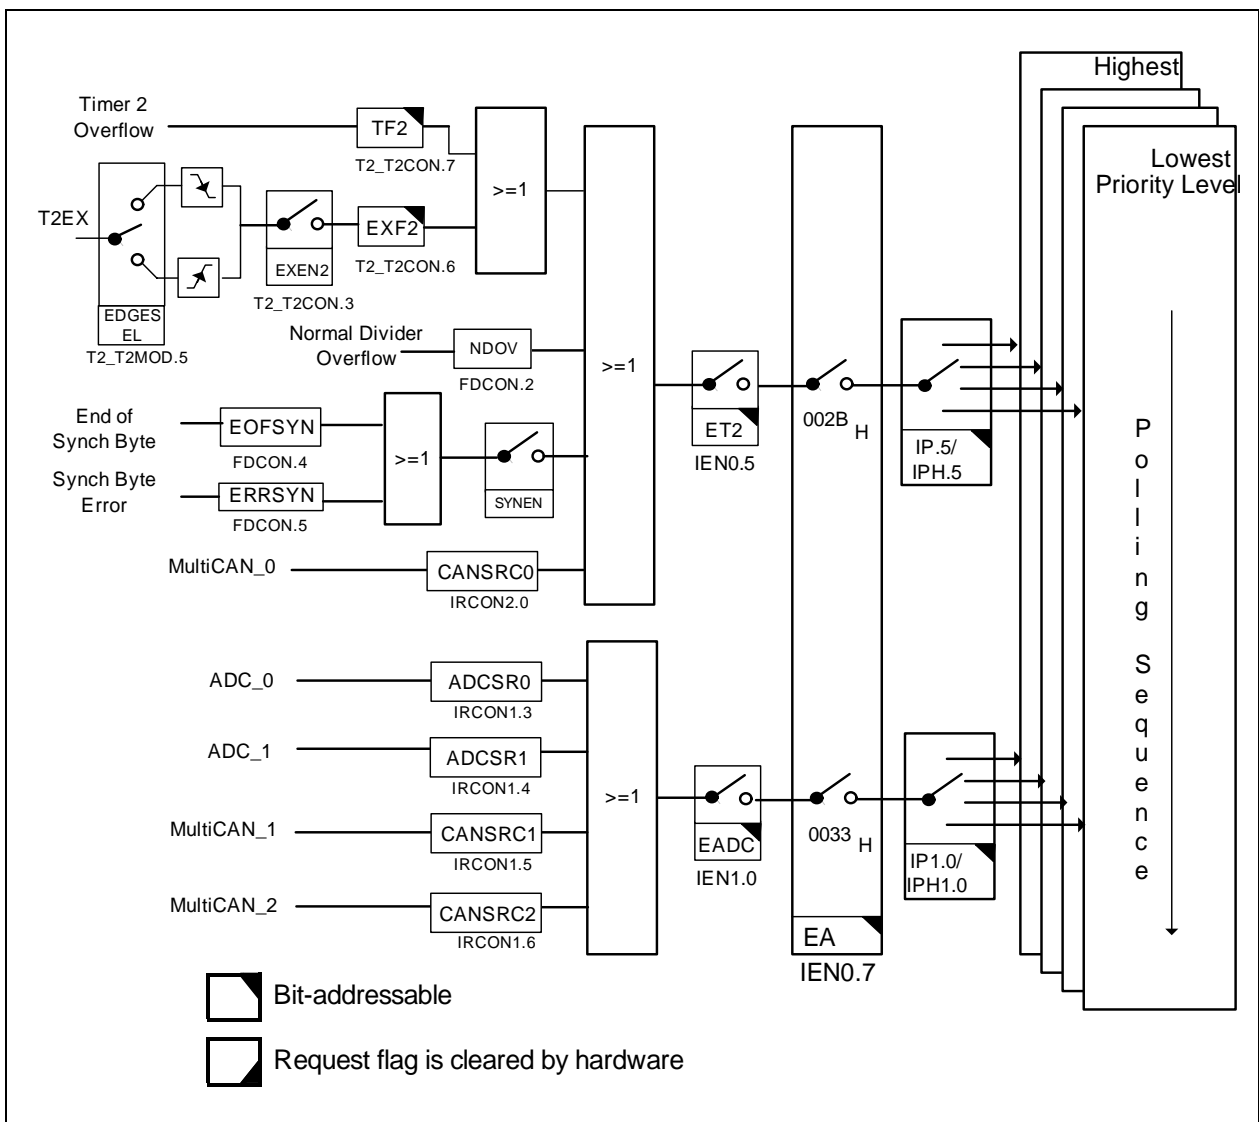 Highest
Timer 2
Overflow
TF2
T2_T2CON.7
>=1
Lowest
Priority Level
T2EX
EXF2
T2_T2CON.6
EXEN2
T2_T2CON.3
EDGES
EL
T2_T2MOD.5
Normal Divider
Overflow
NDOV
FDCON.2
>=1
ET2
IEN0.5
002B H
IP.5/
IPH.5
End of
Synch Byte
EOFSYN
FDCON.4
>=1
SYNEN
Synch Byte
Error
ERRSYN
FDCON.5
MultiCAN_0
CANSRC0
IRCON2.0
Polling Sequence
ADC_0
ADCSR0
IRCON1.3
ADC_1
ADCSR1
IRCON1.4
>=1
MultiCAN_1
CANSRC1
IRCON1.5
EADC
IEN1.0
0033 H
IP1.0/
IPH1.0
MultiCAN_2
CANSRC2
IRCON1.6
EA
IEN0.7
Bit-addressable
Request flag is cleared by hardware